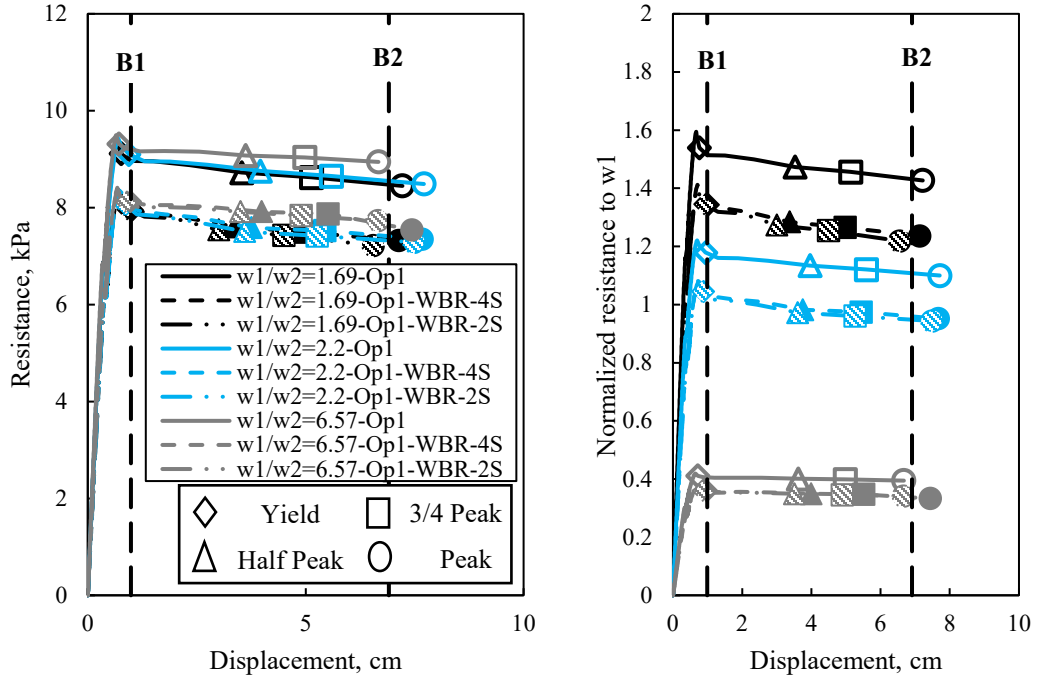 12
10
8
6
4
2
0
0
5
10
Resistance, kPa
Displacement, cm
B1
B2
w1/w2=1.69-Op1
w1/w2=1.69-Op1-WBR-4S
w1/w2=1.69-Op1-WBR-2S
w1/w2=2.2-Op1
w1/w2=2.2-Op1-WBR-4S
w1/w2=2.2-Op1-WBR-2S
w1/w2=6.57-Op1
w1/w2=6.57-Op1-WBR-4S
w1/w2=6.57-Op1-WBR-2S
Yield
3/4 Peak
Half Peak
Peak
2
1.8
1.6
1.4
1.2
1
0.8
0.6
0.4
0.2
0
0
2
4
6
8
10
Normalized resistance to w1
Displacement, cm
B1
B2